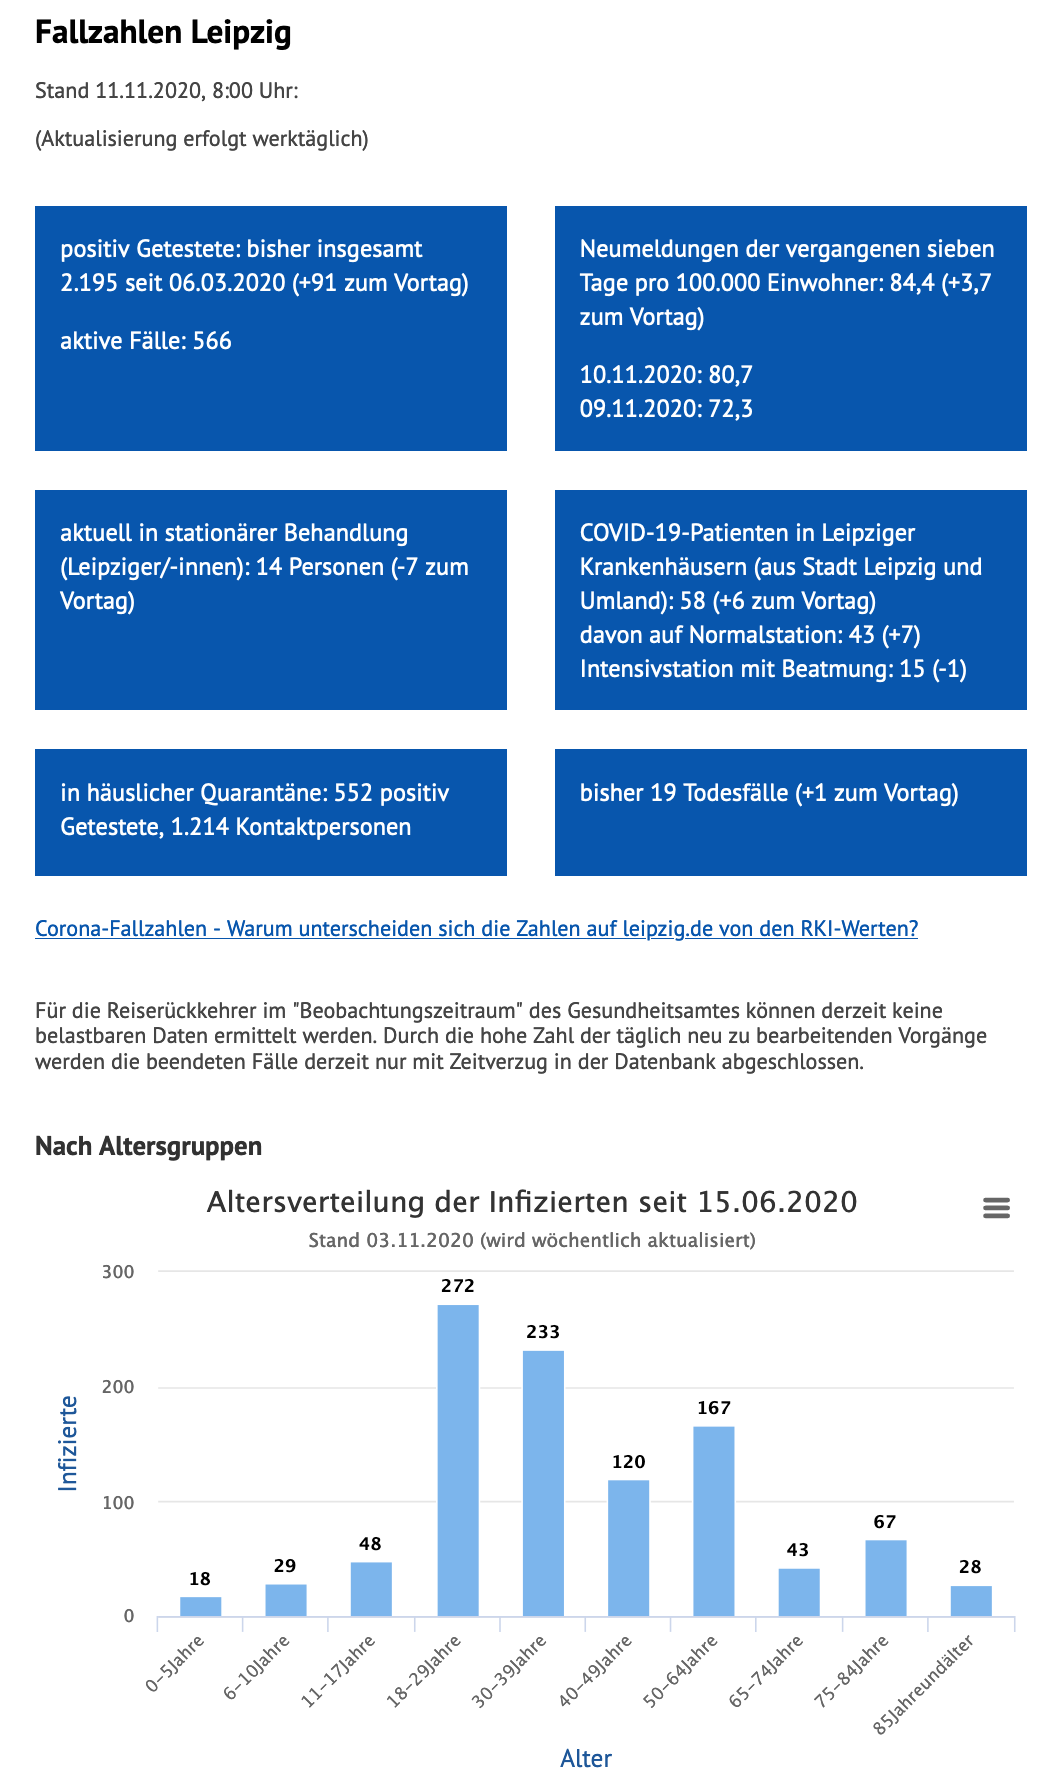 Fallzahlen Leipzig
Stand 11.11.2020, 8:00 Uhr:
(Aktualisierung erfolgt werktäglich)
positiv Getestete: bisher insgesamt
2.195 seit 06.03.2020 (+91 zum Vortag)
aktive Fälle: 566
Neumeldungen der vergangenen sieben
Tage pro 100.000 Einwohner: 84,4 (+3,7
zum Vortag)
10.11.2020: 80,7
09.11.2020: 72,3
aktuell in stationärer Behandlung
(Leipziger/-innen): 14 Personen (-7 zum
Vortag)
COVID-19-Patienten in Leipziger
Krankenhäusern (aus Stadt Leipzig und
Umland): 58 (+6 zum Vortag)
davon auf Normalstation: 43 (+7)
Intensivstation mit Beatmung: 15 (-1)
in häuslicher Quarantäne: 552 positiv
Getestete, 1.214 Kontaktpersonen
bisher 19 Todesfälle (+1 zum Vortag)
Corona-Fallzahlen - Warum unterscheiden sich die Zahlen auf leipzig.de von den RKI-Werten?
Für die Reiserückkehrer im "Beobachtungszeitraum" des Gesundheitsamtes können derzeit keine
belastbaren Daten ermittelt werden. Durch die hohe Zahl der täglich neu zu bearbeitenden Vorgänge
werden die beendeten Fälle derzeit nur mit Zeitverzug in der Datenbank abgeschlossen.
Nach Altersgruppen
Altersverteilung der Infizierten seit 15.06.2020
Stand 03.11.2020 (wird wöchentlich aktualisiert)
Infizierte
300
200
100
0
18
29
48
272
233
120
167
43
67
28
0-5Jahre
6-10Jahre
11-17Jahre
18-29Jahre
30-39Jahre
40-49Jahre
50-64Jahre
65-74Jahre
75-84Jahre
85Jahreundälter
Alter